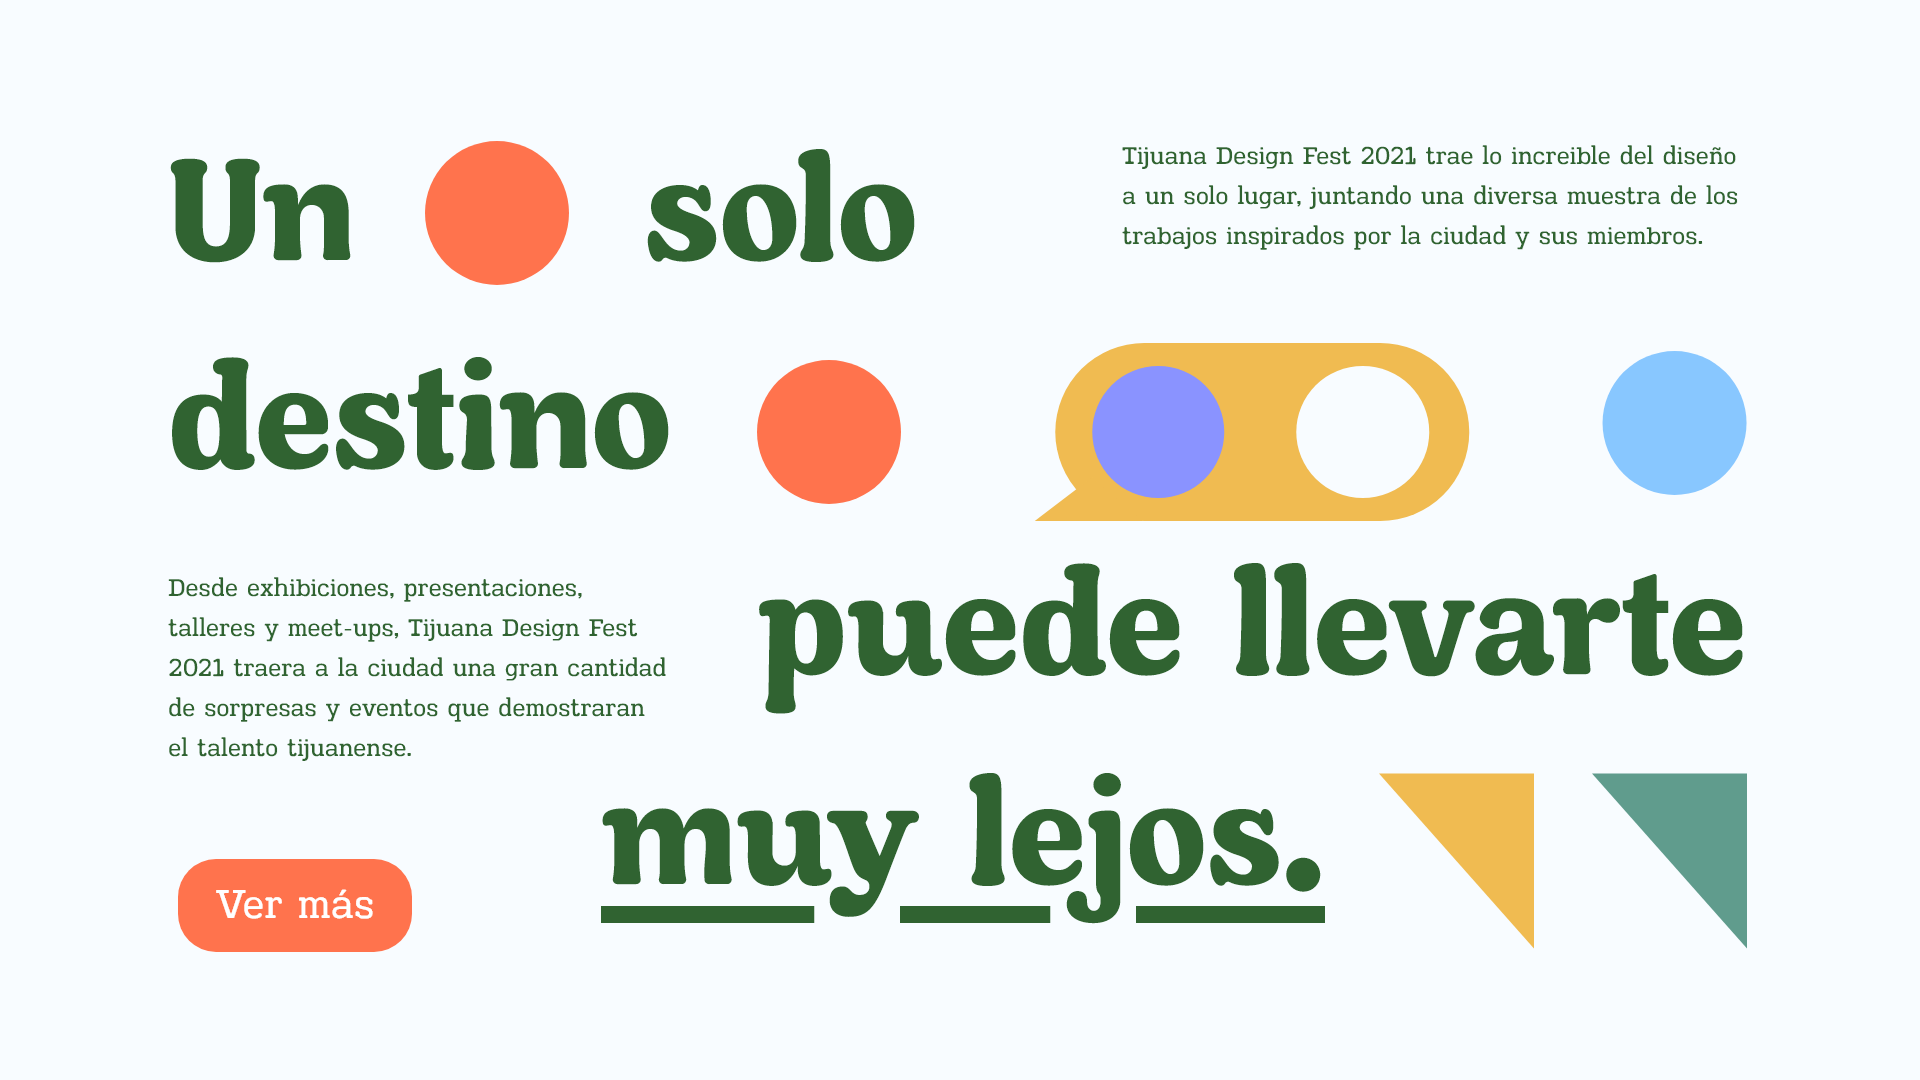 Un solo
Tijuana Design Fest 2021 trae lo increible del diseño
a un solo lugar, juntando una diversa muestra de los
trabajos inspirados por la ciudad y sus miembros.
destino
puede llevarte
Desde exhibiciones, presentaciones,
talleres y meet-ups, Tijuana Design Fest
2021 traera a la ciudad una gran cantidad
de sorpresas y eventos que demostraran
el talento tijuanense.
muy lejos.
Ver más